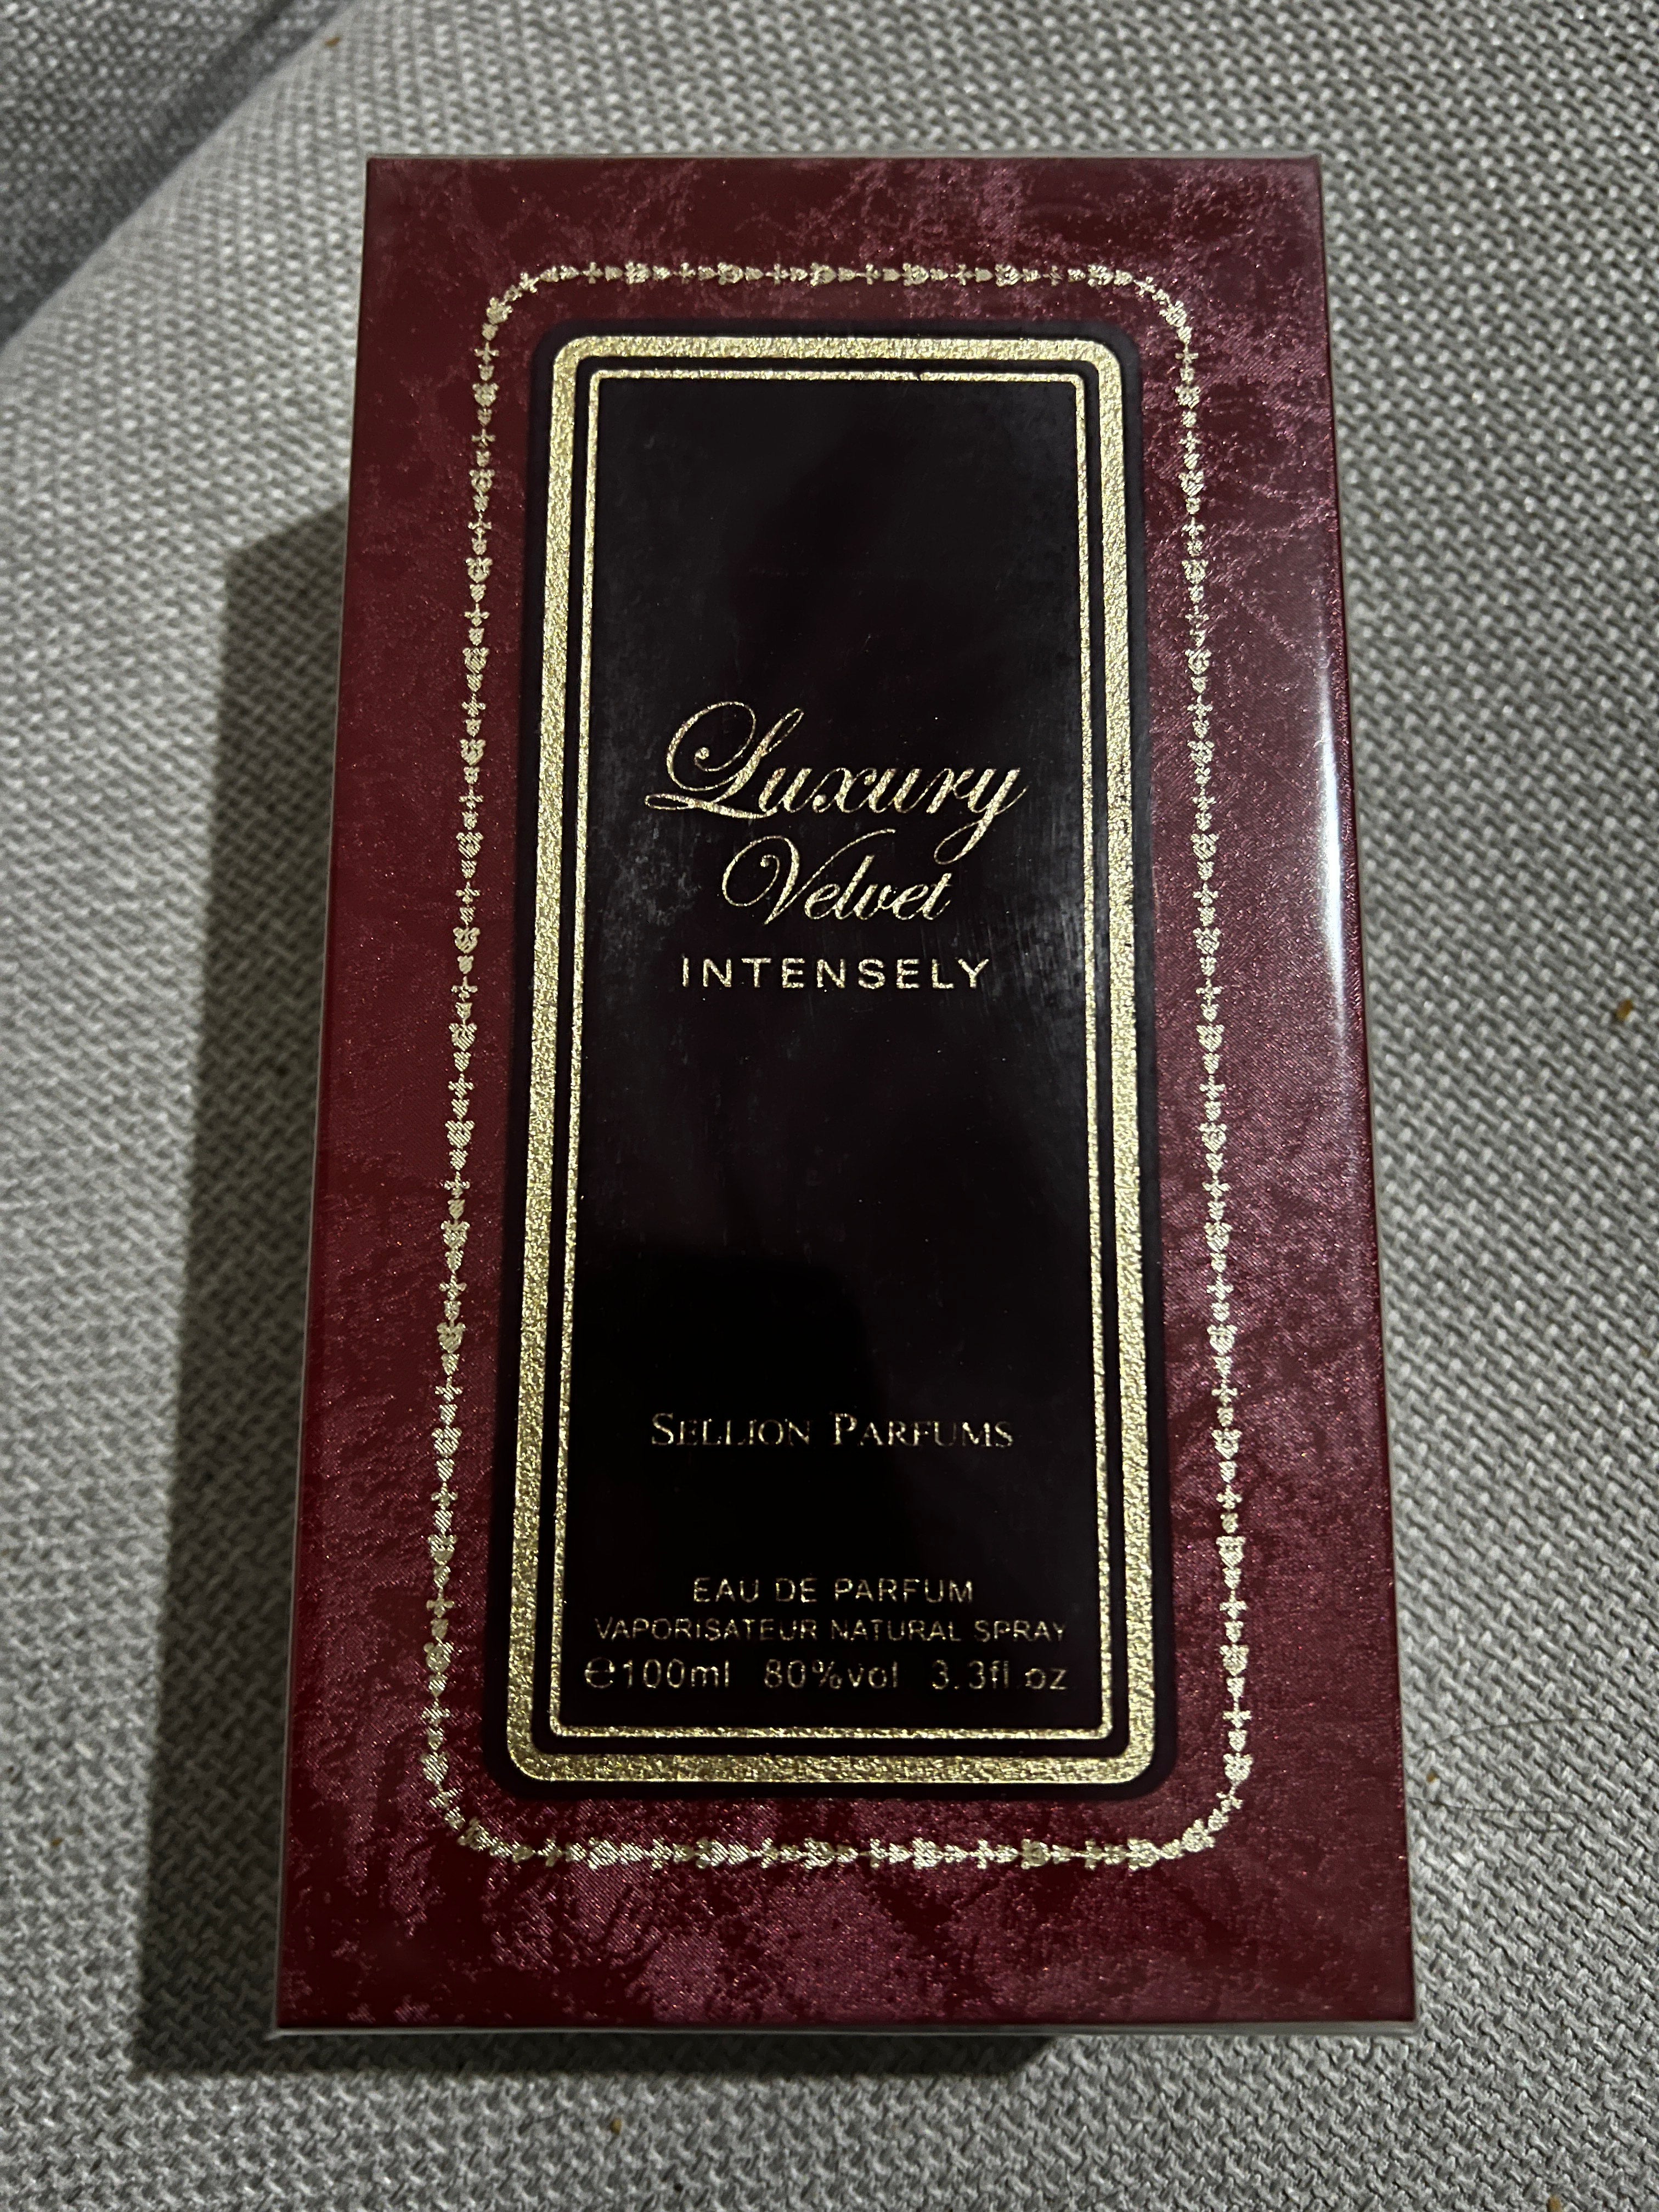 Luxury
Velvet
INTENSELY
SELLION PARFUMS
EAU DE PARFUM
VAPORISATEUR NATURAL SPRAY
℮100ml 80%vol 3.3fl.oz